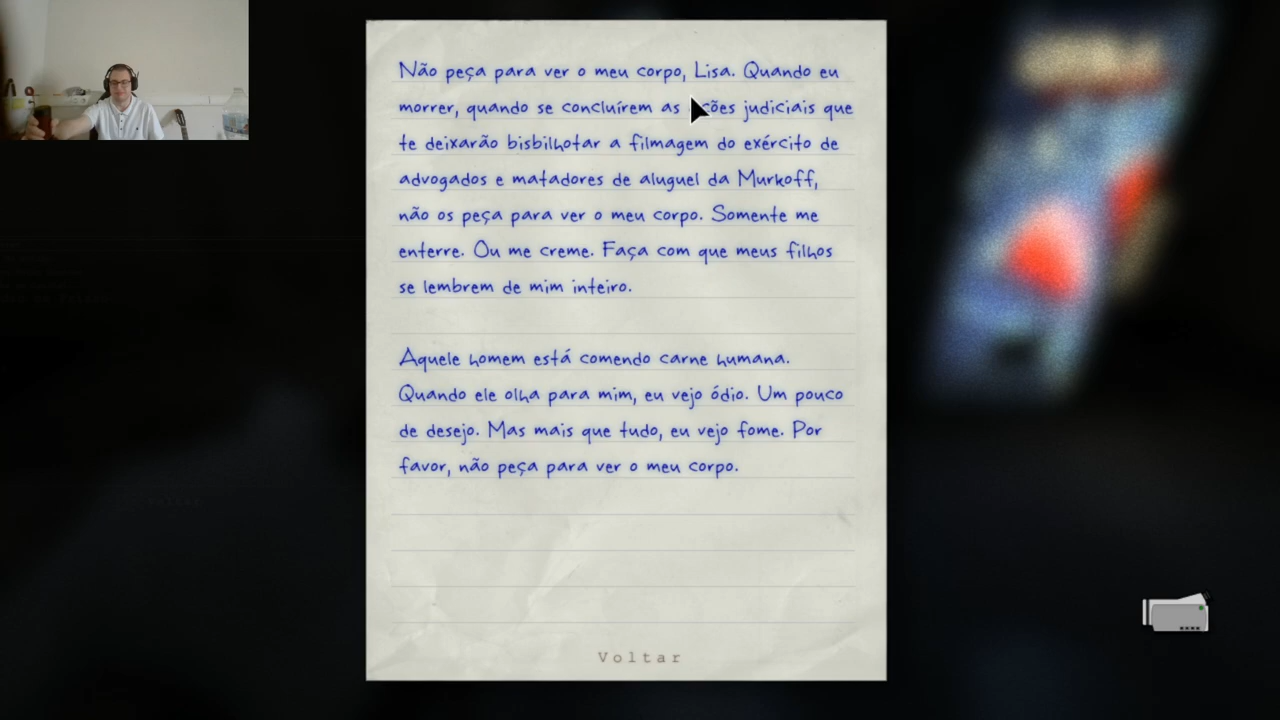 Não peça para ver o meu corpo, Lisa. Quando eu
morrer, quando se concluírem as ções judiciais que
te deixarão bisbilhotar a filmagem do exército de
advogados e matadores de aluguel da Murkoff,
não os peça para ver o meu corpo. Somente me
enterre. Ou me creme. Faça com que meus filhos
se lembrem de mim inteiro.
Aquele homem está comendo carne humana.
Quando ele olha para mim, eu vejo ódio. Um pouco
de desejo. Mas mais que tudo, eu vejo fome. Por
favor, não peça para ver o meu corpo.
Voltar